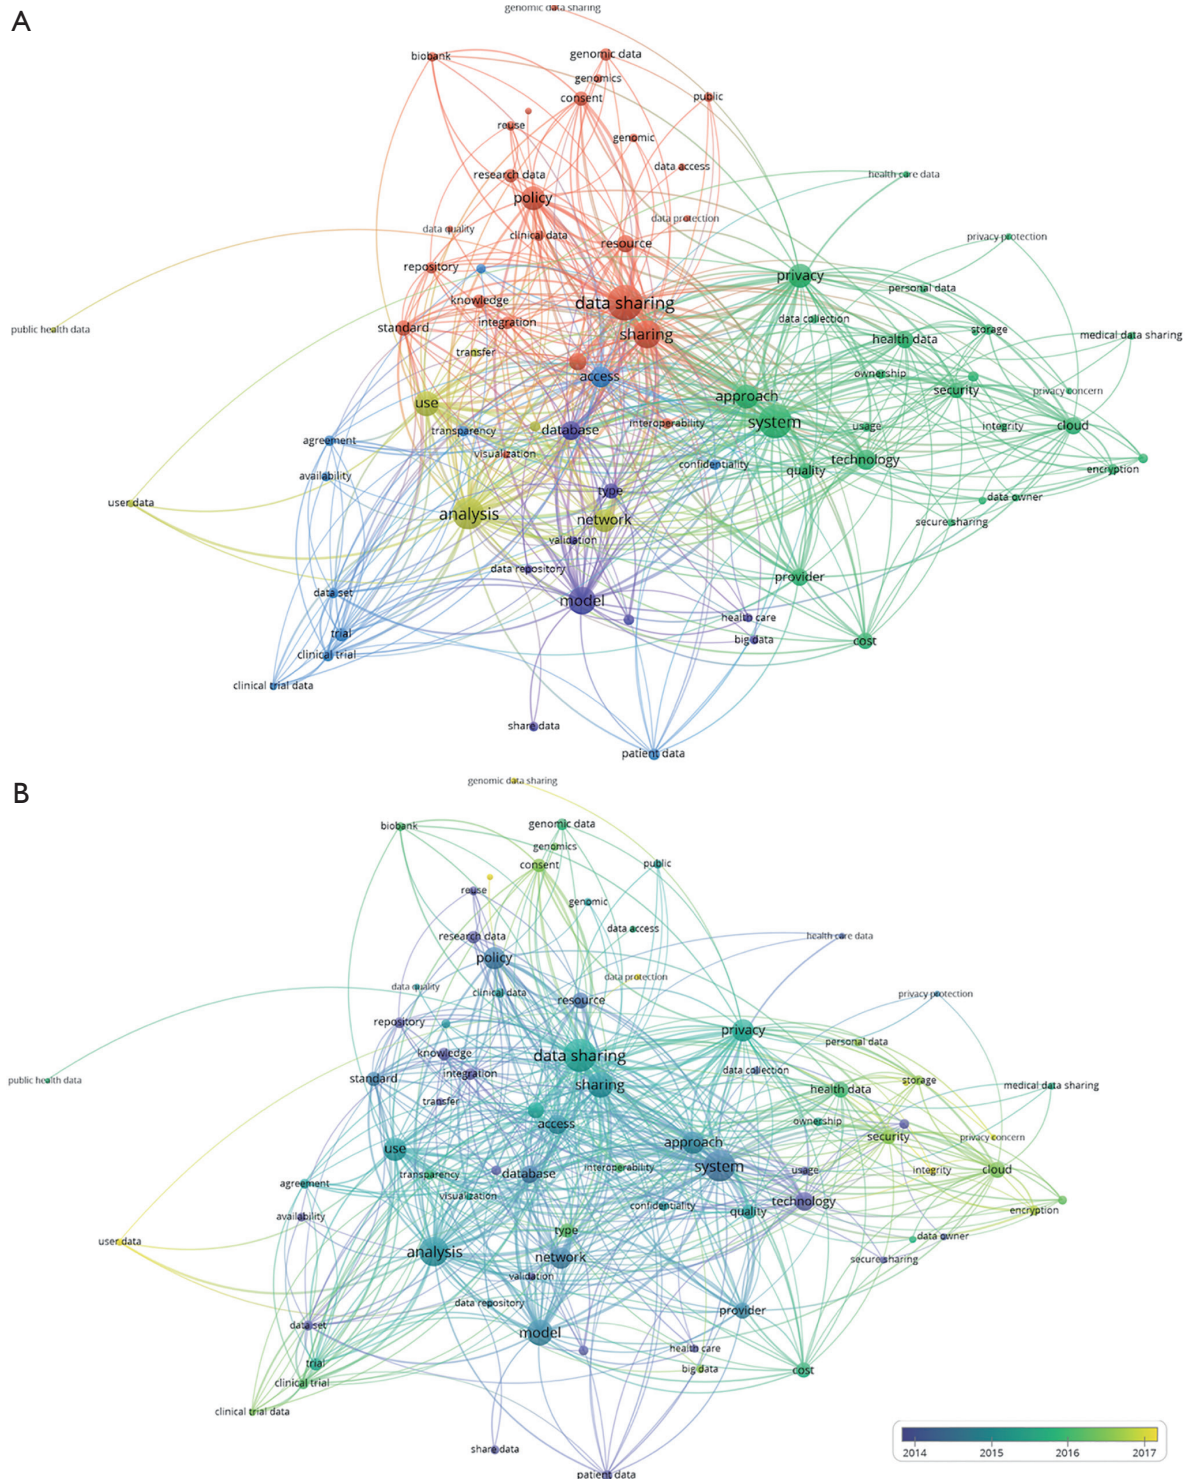 A
genomic data sharing
biobank
genomic data
genomics
consent
public
reuse
genomic
data access
research data
health care data
policy
data protection
data quality
clinical data
resource
privacy protection
repository
privacy
personal data
knowledge
data sharing
data collection
integration
public health data
standard
sharing
storage
health data
medical data sharing
transfer
access
ownership
security
privacy concern
use
approach
database
interoperability
system
usage
integrity
cloud
transparency
agreement
visualization
confidentiality
technology
quality
encryption
availability
type
user data
data owner
analysis
network
secure sharing
validation
data repository
provider
data set
model
health care
trial
big data
cost
clinical trial
clinical trial data
share data
patient data
B
genomic data sharing
biobank
genomic data
genomics
consent
public
reuse
genomic
data access
research data
health care data
policy
data protection
data quality
clinical data
resource
privacy protection
repository
privacy
personal data
knowledge
data sharing
data collection
integration
public health data
standard
sharing
storage
health data
medical data sharing
transfer
access
ownership
security
privacy concern
use
approach
database
interoperability
system
usage
integrity
cloud
transparency
agreement
visualization
confidentiality
technology
quality
encryption
availability
type
user data
data owner
analysis
network
secure sharing
validation
data repository
provider
data set
model
health care
trial
big data
cost
clinical trial
clinical trial data
share data
patient data
2014 2015 2016 2017